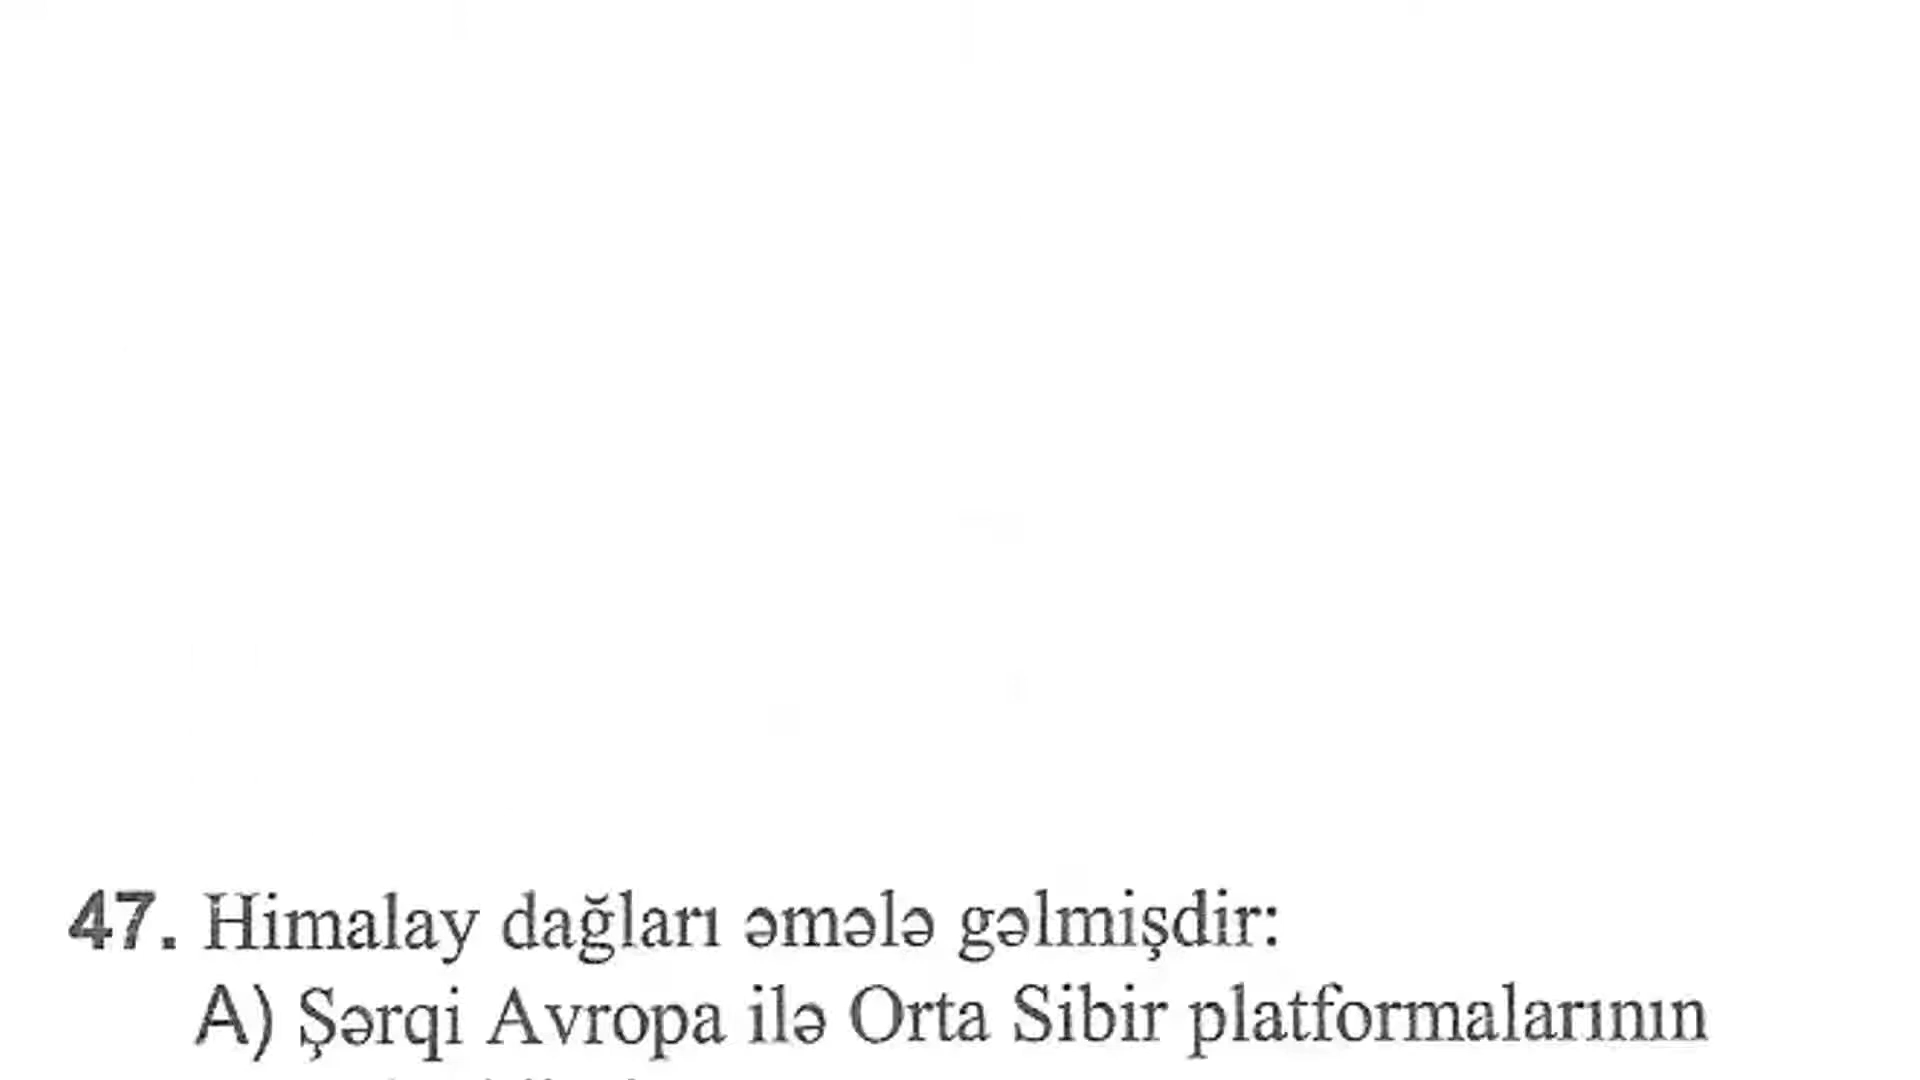 47. Himalay dağları əmələ gəlmişdir:
A) Şərqi Avropa ilə Orta Sibir platformalarının